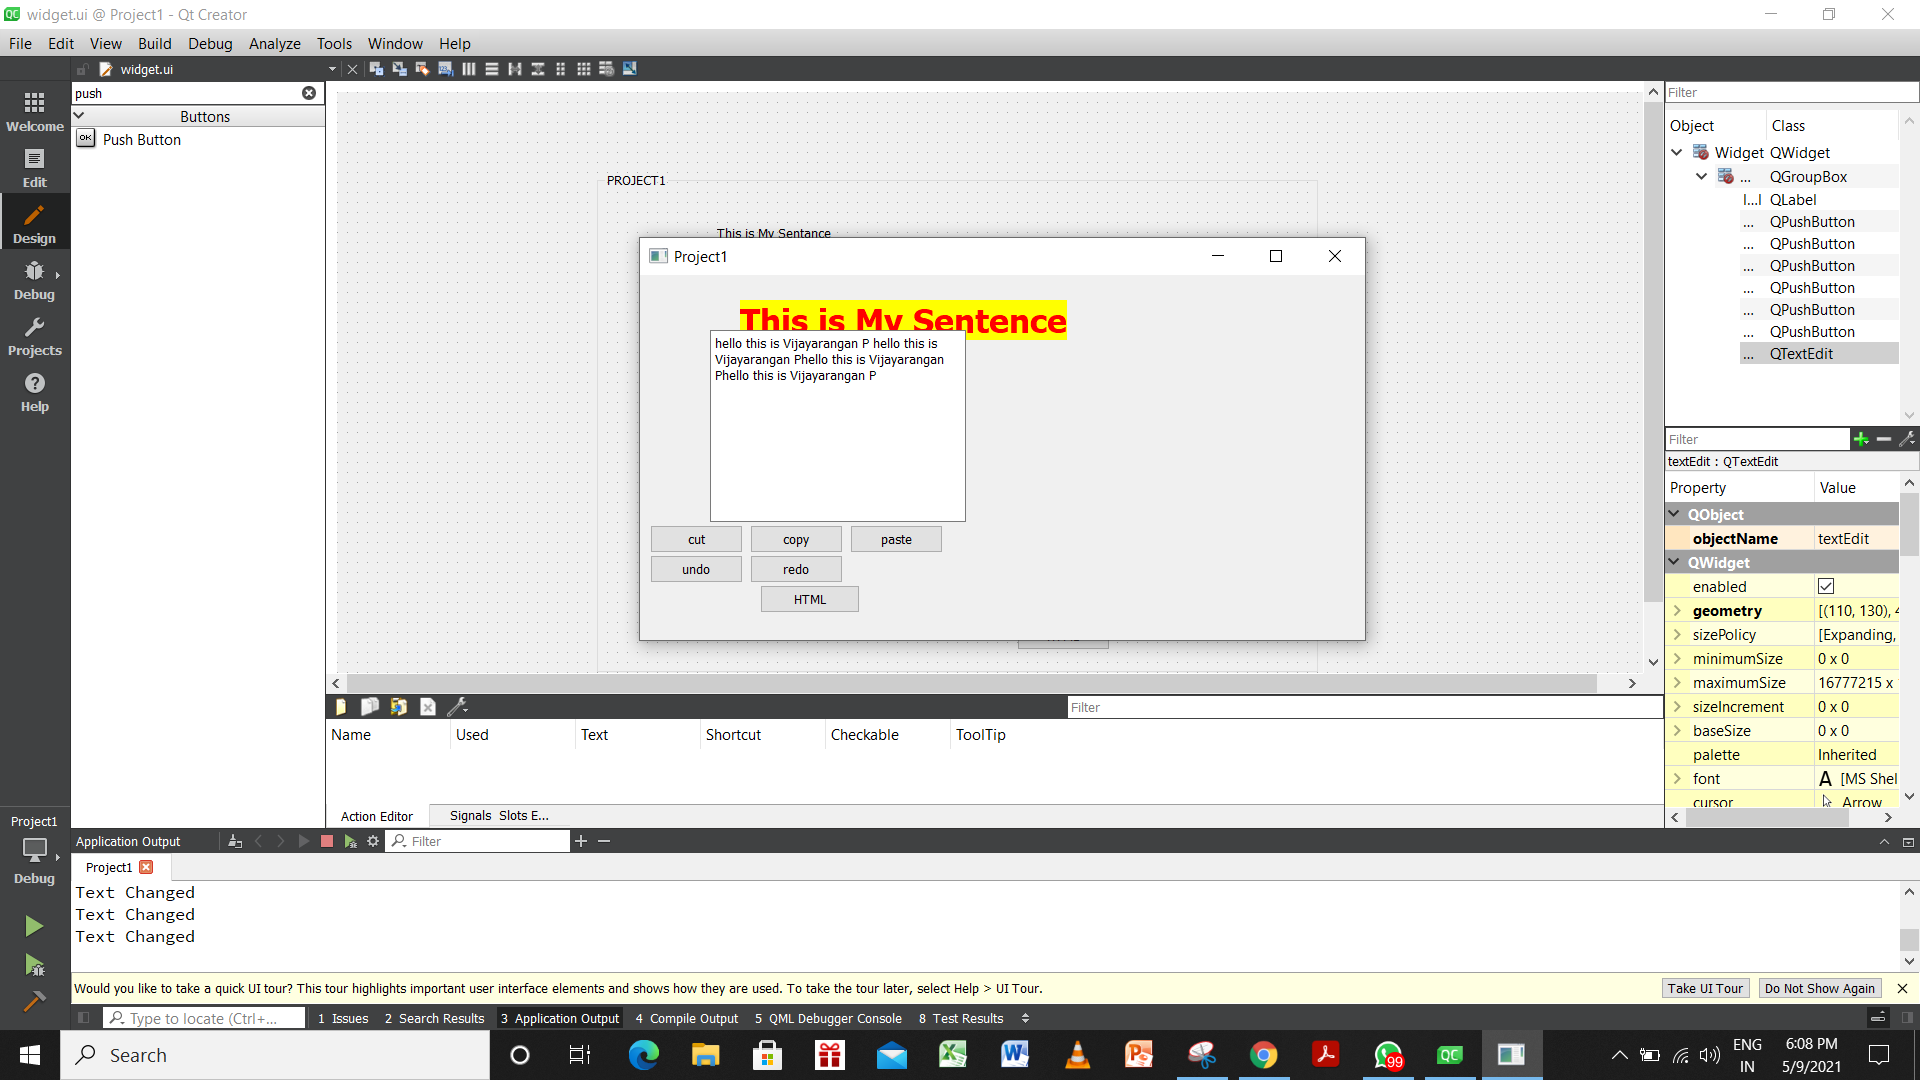 widget.ui @ Project1 - Qt Creator
File Edit View Build Debug Analyze Tools Window Help
widget.ui
push
Buttons
OK Push Button
Welcome
Edit
Design
Debug
Projects
Help
PROJECT1
This is My Sentence
Project1
This is My Sentence
hello this is Vijayarangan P hello this is
Vijayarangan Phello this is Vijayarangan
Phello this is Vijayarangan P
cut copy paste
undo redo
HTML
Filter
Object Class
Widget QWidget
... QGroupBox
l...l QLabel
... QPushButton
... QPushButton
... QPushButton
... QPushButton
... QPushButton
... QPushButton
... QTextEdit
Filter
textEdit : QTextEdit
Property Value
QObject
objectName textEdit
QWidget
enabled
geometry [(110, 130), 4
sizePolicy [Expanding,
minimumSize 0 x 0
maximumSize 16777215 x
sizeIncrement 0 x 0
baseSize 0 x 0
palette Inherited
font A [MS Shel
cursor Arrow
Filter
Name Used Text Shortcut Checkable ToolTip
Action Editor Signals Slots E...
Project1
Debug
Application Output Filter
Project1
Text Changed
Text Changed
Text Changed
Would you like to take a quick UI tour? This tour highlights important user interface elements and shows how they are used. To take the tour later, select Help > UI Tour. Take UI Tour Do Not Show Again
Type to locate (Ctrl+... 1 Issues 2 Search Results 3 Application Output 4 Compile Output 5 QML Debugger Console 8 Test Results
Search
99
QC
ENG
IN
6:08 PM
5/9/2021